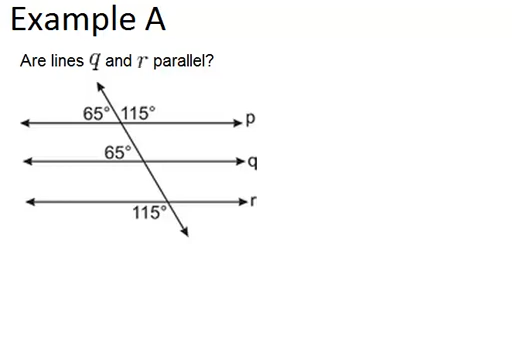 Example A
Are lines q and r parallel?
65° 115° p
65° q
r
115°